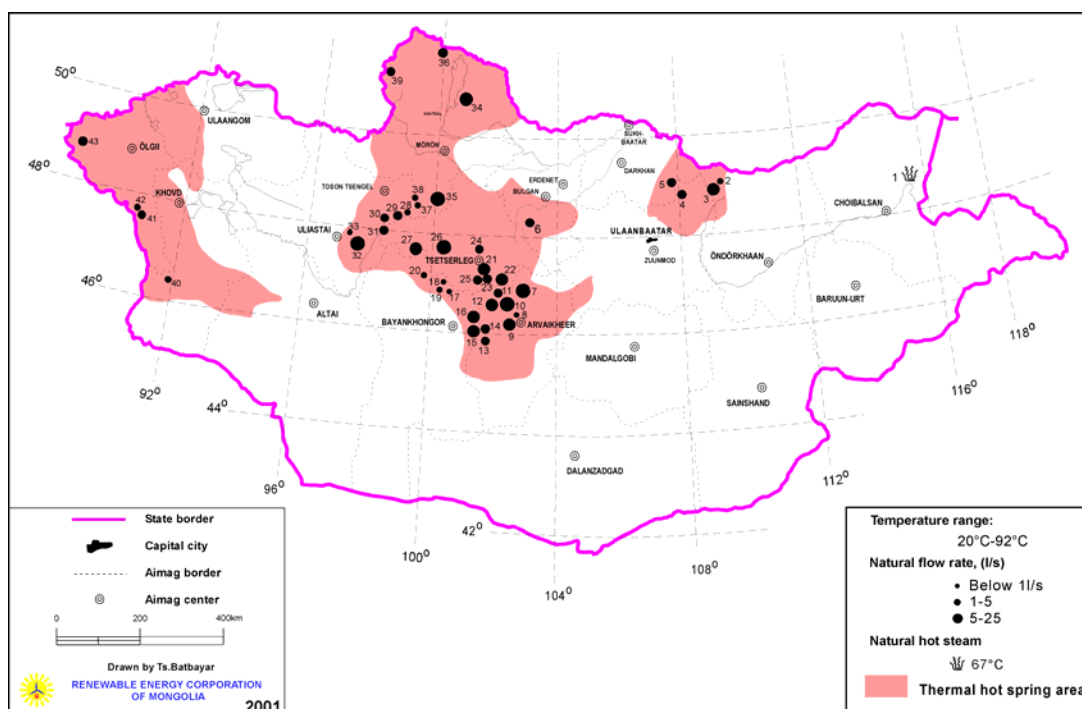 50°
48°
46°
92°
44°
96°
42°
100°
104°
108°
112°
116°
118°
36
39
34
KHATGAL
MÖRÖN
ULAANGOM
43
ÖLGII
KHOVD
42
41
40
SUKH-
BAATAR
DARKHAN
ERDENET
BULGAN
5
2
3
4
1
CHOIBALSAN
TOSON TSENGEL
38
35
28
37
29
30
31
33
32
ULIASTAI
27
26
24
TSETSERLEG
6
ULAANBAATAR
ZUUNMOD
ÖNDÖRKHAAN
BARUUN-URT
21
20
18
25
23
22
19
17
11
7
12
10
8
16
14
9
ARVAIKHEER
15
13
ALTAI
BAYANKHONGOR
MANDALGOBI
SAINSHAND
DALANZADGAD
State border
Capital city
Aimag border
Aimag center
0 200 400km
Drawn by Ts.Batbayar
RENEWABLE ENERGY CORPORATION
OF MONGOLIA
2001
Temperature range:
20°C-92°C
Natural flow rate, (l/s)
Below 1l/s
1-5
5-25
Natural hot steam
67°C
Thermal hot spring area